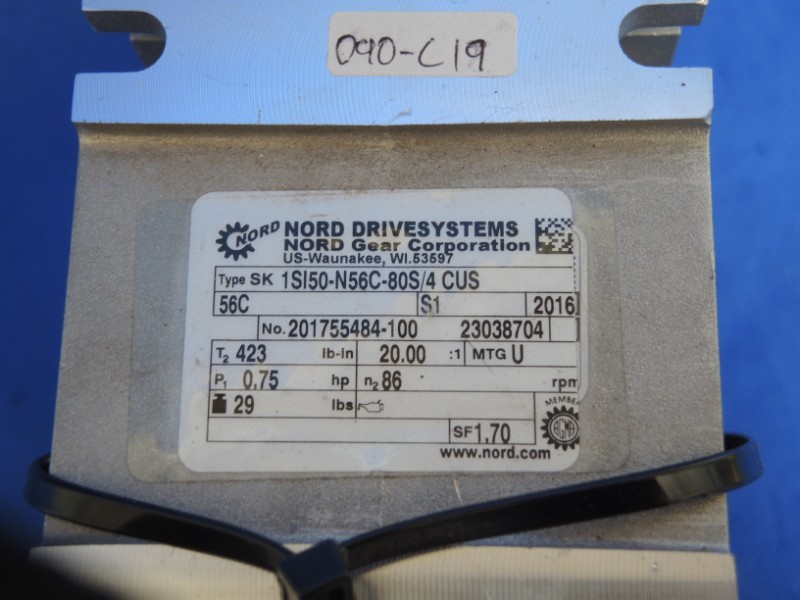 090-C19
NORD NORD DRIVESYSTEMS
NORD Gear Corporation
US-Waunakee, WI.53597
Type SK 1SI50-N56C-80S/4 CUS
56C S1 2016
No. 201755484-100 23038704
T2 423 lb-in 20.00 :1 MTG U
P1 0.75 hp n2 86 rpm
29 lbs
MEMBER
AGMA
SF 1.70
www.nord.com